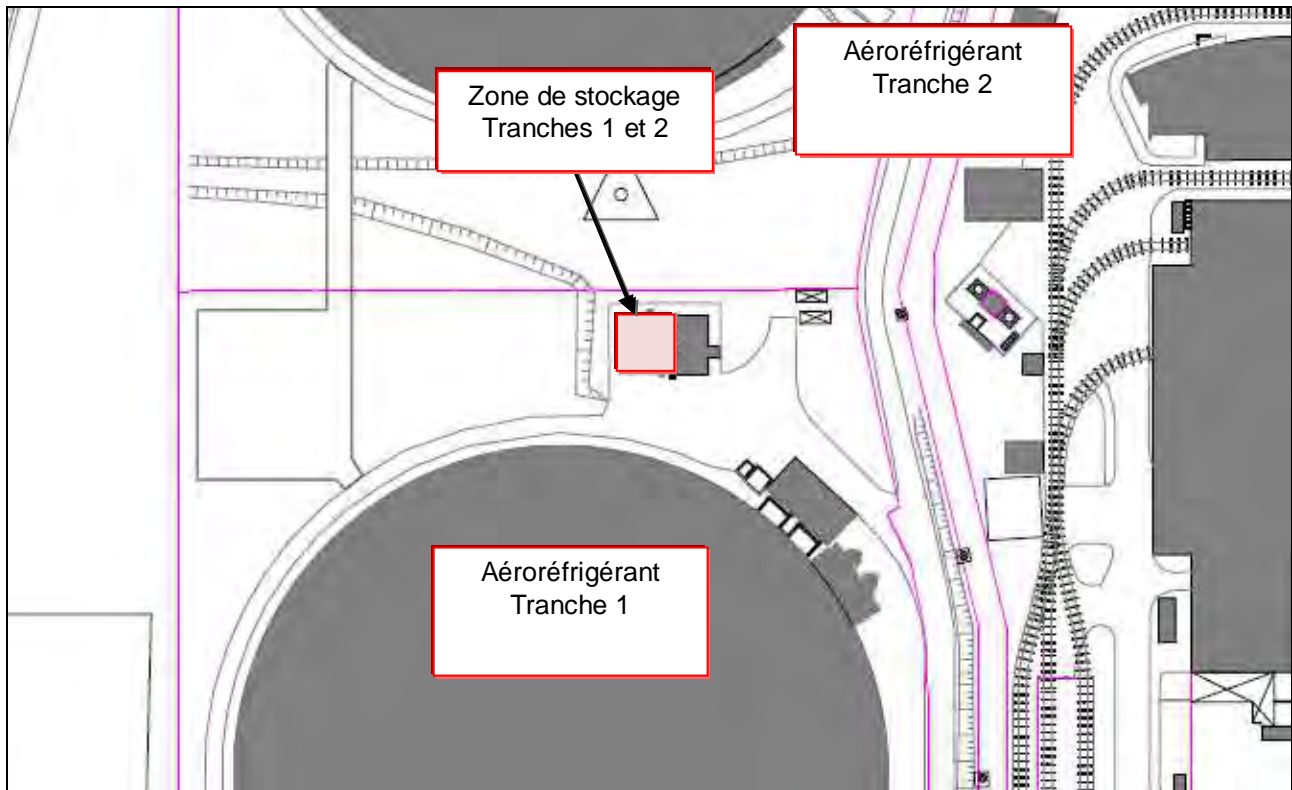 Zone de stockage
Tranches 1 et 2
Aéroréfrigérant
Tranche 2
Aéroréfrigérant
Tranche 1